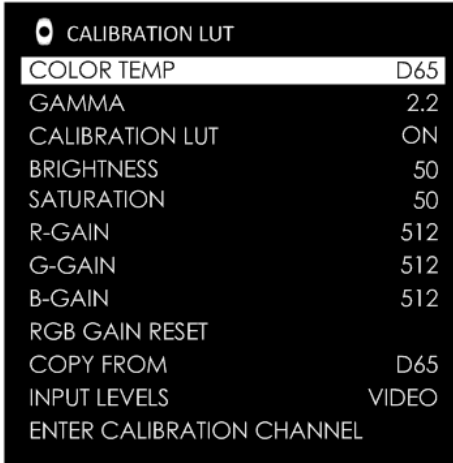 CALIBRATION LUT
COLOR TEMP D65
GAMMA 2.2
CALIBRATION LUT ON
BRIGHTNESS 50
SATURATION 50
R-GAIN 512
G-GAIN 512
B-GAIN 512
RGB GAIN RESET
COPY FROM D65
INPUT LEVELS VIDEO
ENTER CALIBRATION CHANNEL